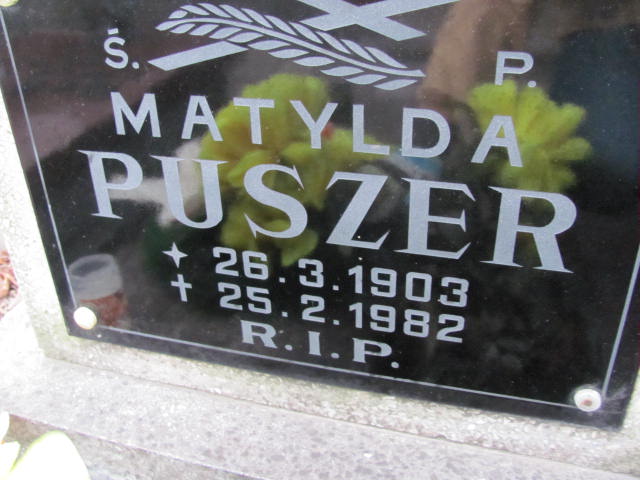 Ś. P.
MATYLDA
PUSZER
26.3.1903
25.2.1982
R.I.P.